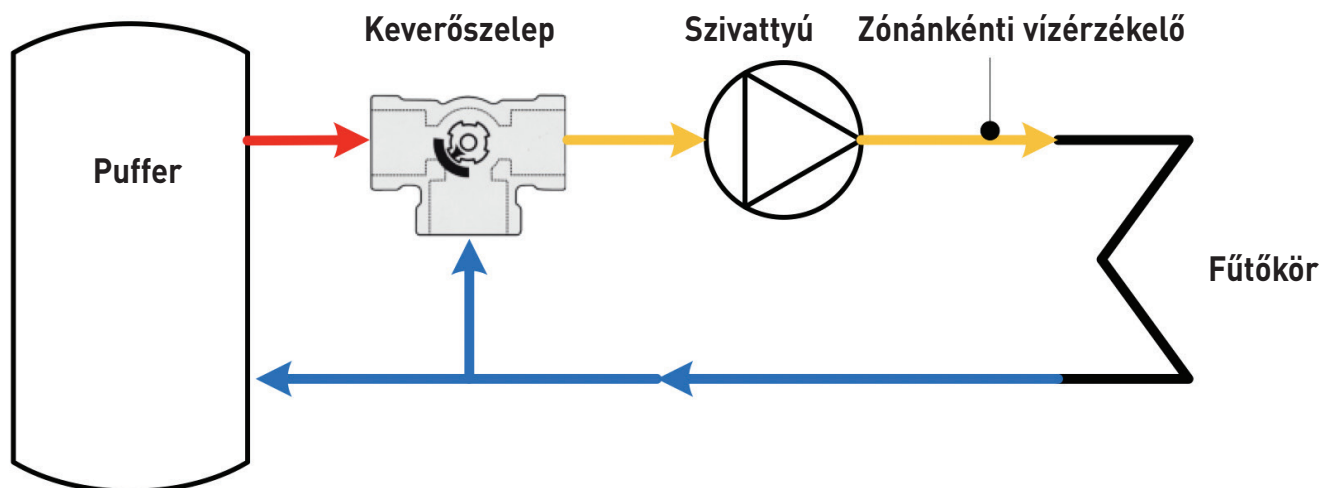 Keverőszelep
Szivattyú
Zónánkénti vízérzékelő
Puffer
Fűtőkör